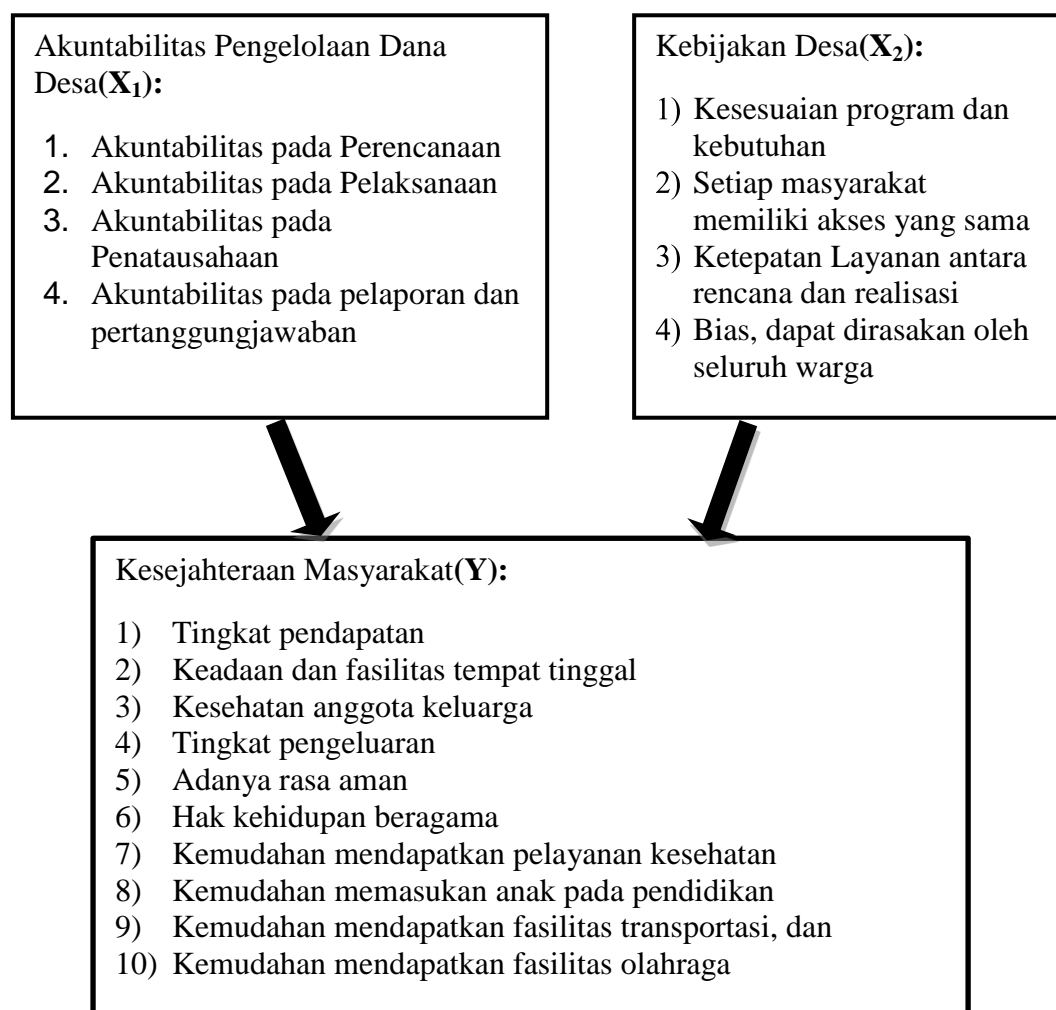 Akuntabilitas Pengelolaan Dana
Desa(X₁):
1. Akuntabilitas pada Perencanaan
2. Akuntabilitas pada Pelaksanaan
3. Akuntabilitas pada
Penatausahaan
4. Akuntabilitas pada pelaporan dan
pertanggungjawaban
Kebijakan Desa(X₂):
1) Kesesuaian program dan
kebutuhan
2) Setiap masyarakat
memiliki akses yang sama
3) Ketepatan Layanan antara
rencana dan realisasi
4) Bias, dapat dirasakan oleh
seluruh warga
Kesejahteraan Masyarakat(Y):
1) Tingkat pendapatan
2) Keadaan dan fasilitas tempat tinggal
3) Kesehatan anggota keluarga
4) Tingkat pengeluaran
5) Adanya rasa aman
6) Hak kehidupan beragama
7) Kemudahan mendapatkan pelayanan kesehatan
8) Kemudahan memasukan anak pada pendidikan
9) Kemudahan mendapatkan fasilitas transportasi, dan
10) Kemudahan mendapatkan fasilitas olahraga